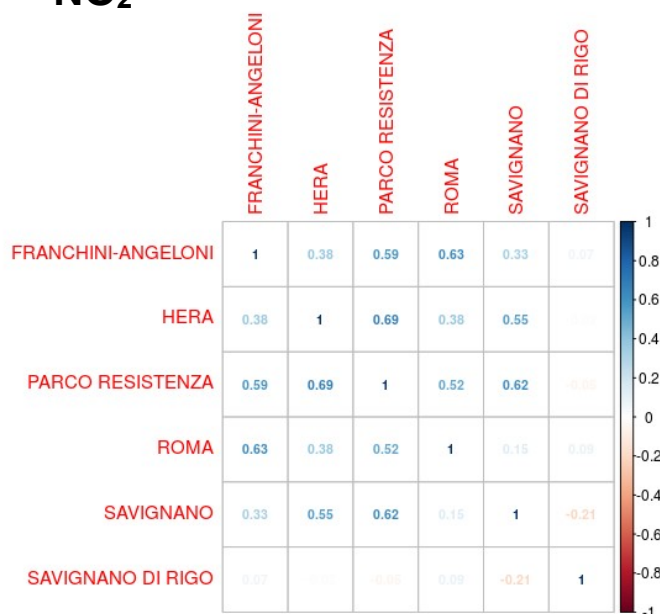 NO₂
FRANCHINI-ANGELONI
HERA
PARCO RESISTENZA
ROMA
SAVIGNANO
SAVIGNANO DI RIGO
FRANCHINI-ANGELONI 1 0.38 0.59 0.63 0.33 0.07
HERA 0.38 1 0.69 0.38 0.55
PARCO RESISTENZA 0.59 0.69 1 0.52 0.62
ROMA 0.63 0.38 0.52 1 0.15 0.09
SAVIGNANO 0.33 0.55 0.62 0.15 1 -0.21
SAVIGNANO DI RIGO 0.07 0.09 -0.21 1
1
0.8
0.6
0.4
0.2
0
-0.2
-0.4
-0.6
-0.8
-1